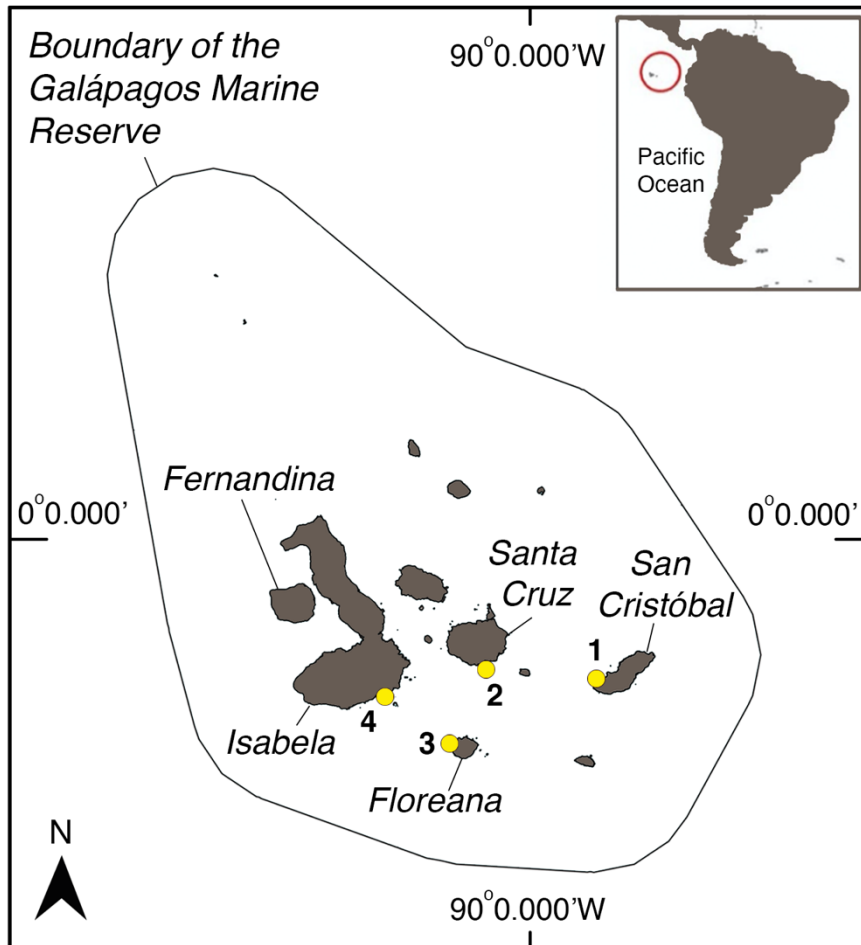 Boundary of the
Galápagos Marine
Reserve
90°0.000'W
Pacific
Ocean
Fernandina
0°0.000'
0°0.000'
Santa
Cruz
San
Cristóbal
1
2
3
4
Isabela
Floreana
N
90°0.000'W